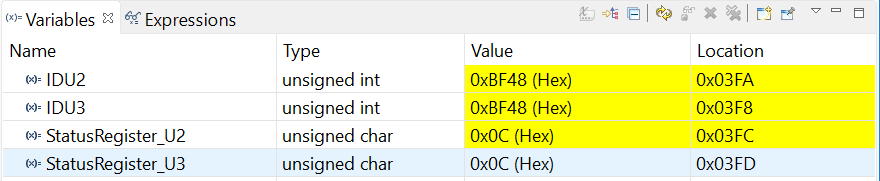 (x)= Variables Expressions
Name Type Value Location
(x)= IDU2 unsigned int 0xBF48 (Hex) 0x03FA
(x)= IDU3 unsigned int 0xBF48 (Hex) 0x03F8
(x)= StatusRegister_U2 unsigned char 0x0C (Hex) 0x03FC
(x)= StatusRegister_U3 unsigned char 0x0C (Hex) 0x03FD